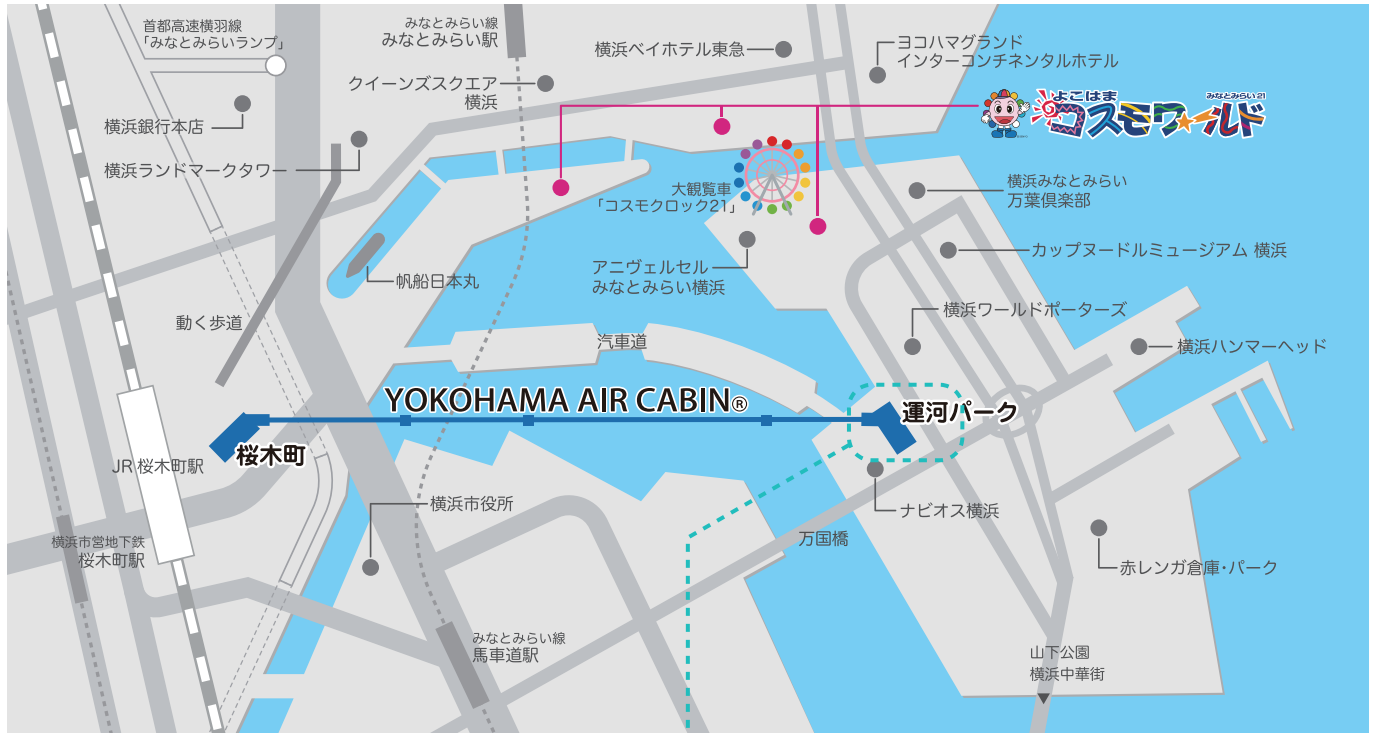 首都高速横羽線
「みなとみらいランプ」
みなとみらい線
みなとみらい駅
横浜ベイホテル東急
ヨコハマグランド
インターコンチネンタルホテル
クイーンズスクエア
横浜
みなとみらい21
よこはま
コスモワールド
横浜銀行本店
横浜ランドマークタワー
大観覧車
「コスモクロック21」
横浜みなとみらい
万葉倶楽部
カップヌードルミュージアム 横浜
アニヴェルセル
みなとみらい横浜
帆船日本丸
動く歩道
汽車道
横浜ワールドポーターズ
横浜ハンマーヘッド
YOKOHAMA AIR CABIN®
運河パーク
桜木町
JR 桜木町駅
横浜市役所
ナビオス横浜
万国橋
横浜市営地下鉄
桜木町駅
赤レンガ倉庫・パーク
みなとみらい線
馬車道駅
山下公園
横浜中華街